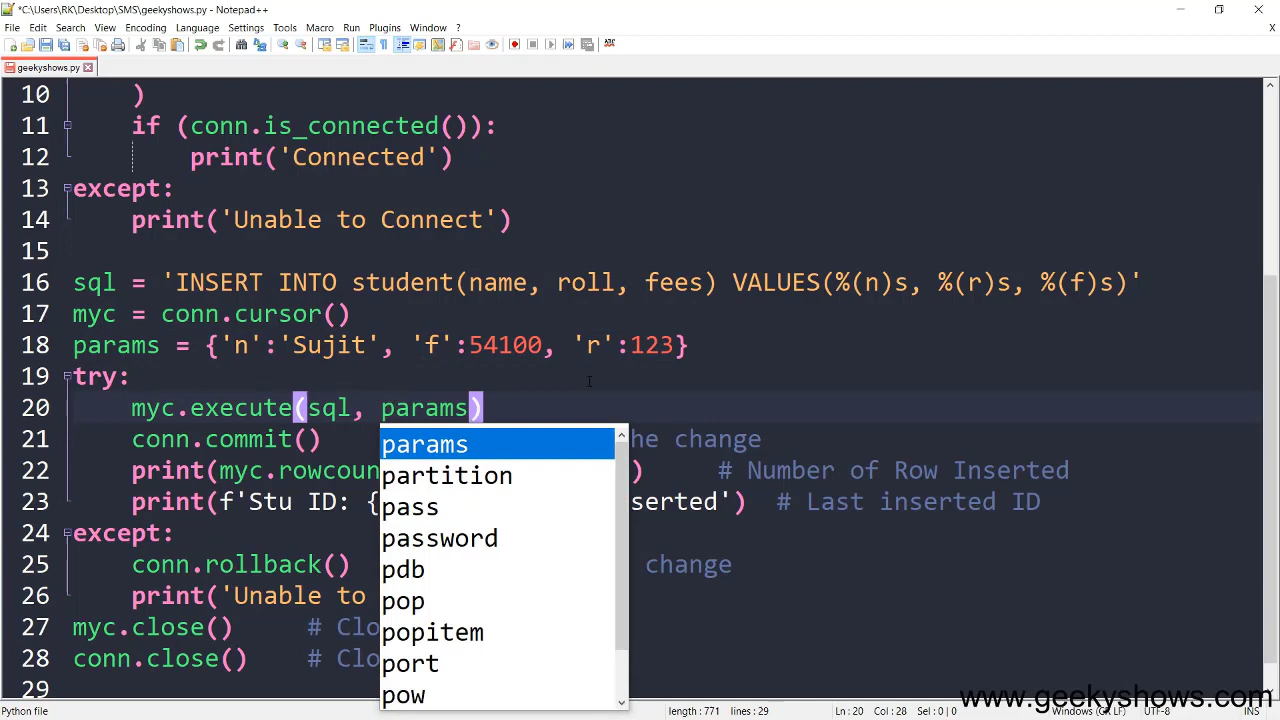 *C:\Users\RK\Desktop\SMS\geekyshows.py - Notepad++
File Edit Search View Encoding Language Settings Tools Macro Run Plugins Window ? X
geekyshows.py
10 )
11 if (conn.is_connected()):
12 print('Connected')
13 except:
14 print('Unable to Connect')
15
16 sql = 'INSERT INTO student(name, roll, fees) VALUES(%(n)s, %(r)s, %(f)s)'
17 myc = conn.cursor()
18 params = {'n':'Sujit', 'f':54100, 'r':123}
19 try:
20 myc.execute(sql, params)
21 conn.commit() he change
22 print(myc.rowcoun ) # Number of Row Inserted
23 print(f'Stu ID: { serted') # Last inserted ID
24 except:
25 conn.rollback() change
26 print('Unable to
27 myc.close() # Clo
28 conn.close() # Clo
29
params
partition
pass
password
pdb
pop
popitem
port
pow
www.geekyshows.com
Python file length : 771 lines : 29 Ln : 20 Col : 28 Sel : 0 | 0 Windows (CR LF) UTF-8 INS